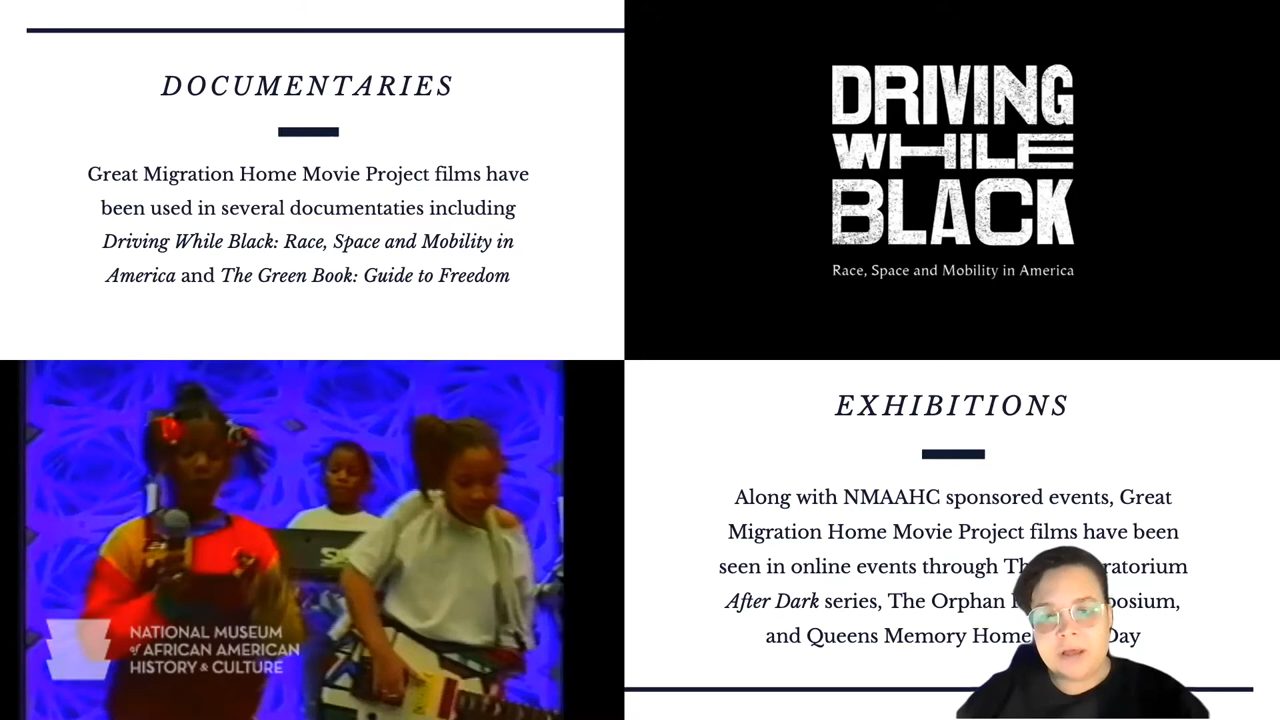 DOCUMENTARIES
Great Migration Home Movie Project films have
been used in several documentaties including
Driving While Black: Race, Space and Mobility in
America and The Green Book: Guide to Freedom
DRIVING
WHILE
BLACK
Race, Space and Mobility in America
NATIONAL MUSEUM
of AFRICAN AMERICAN
HISTORY & CULTURE
EXHIBITIONS
Along with NMAAHC sponsored events, Great
Migration Home Movie Project films have been
seen in online events through
After Dark series, The Orphan
and Queens Memory Home Day